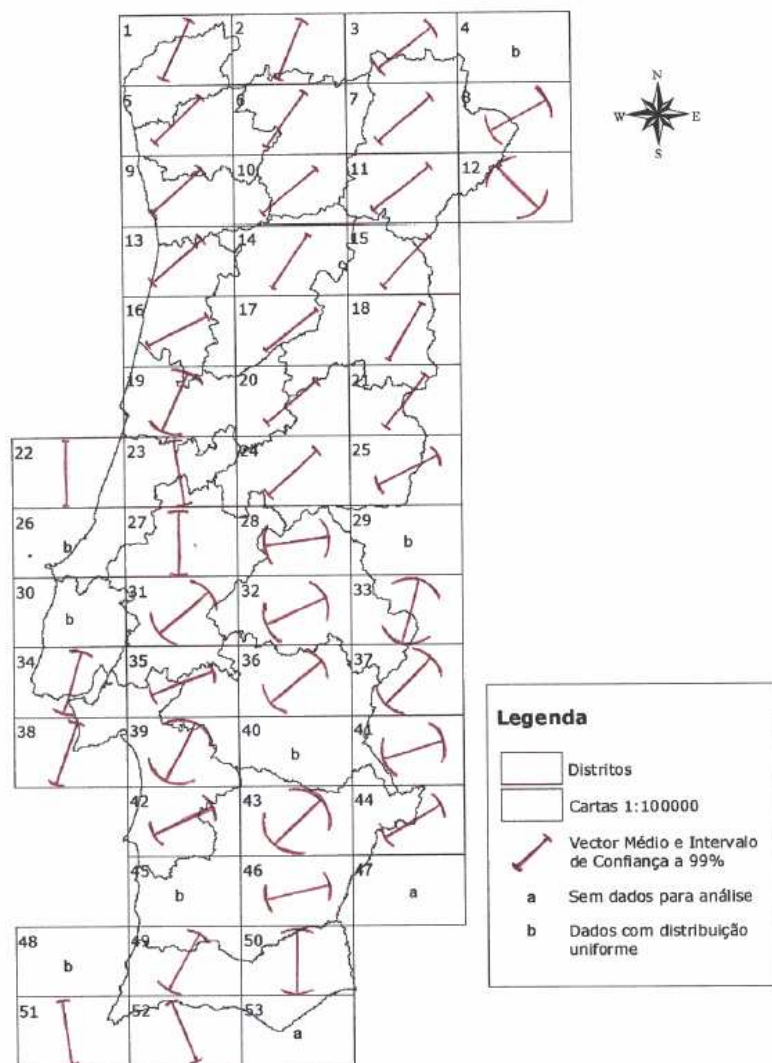 1 2 3 4
b
N
W E
S
5 6 7 8
9 10 11 12
13 14 15
16 17 18
19 20 21
22 23 24 25
26 27 28 29
b b
30 31 32 33
b
34 35 36 37
38 39 40 41
b
42 43 44
45 46 47
b a
48 49 50
b
51 52 53
a
Legenda
Distritos
Cartas 1:100000
Vector Médio e Intervalo
de Confiança a 99%
a Sem dados para análise
b Dados com distribuição
uniforme